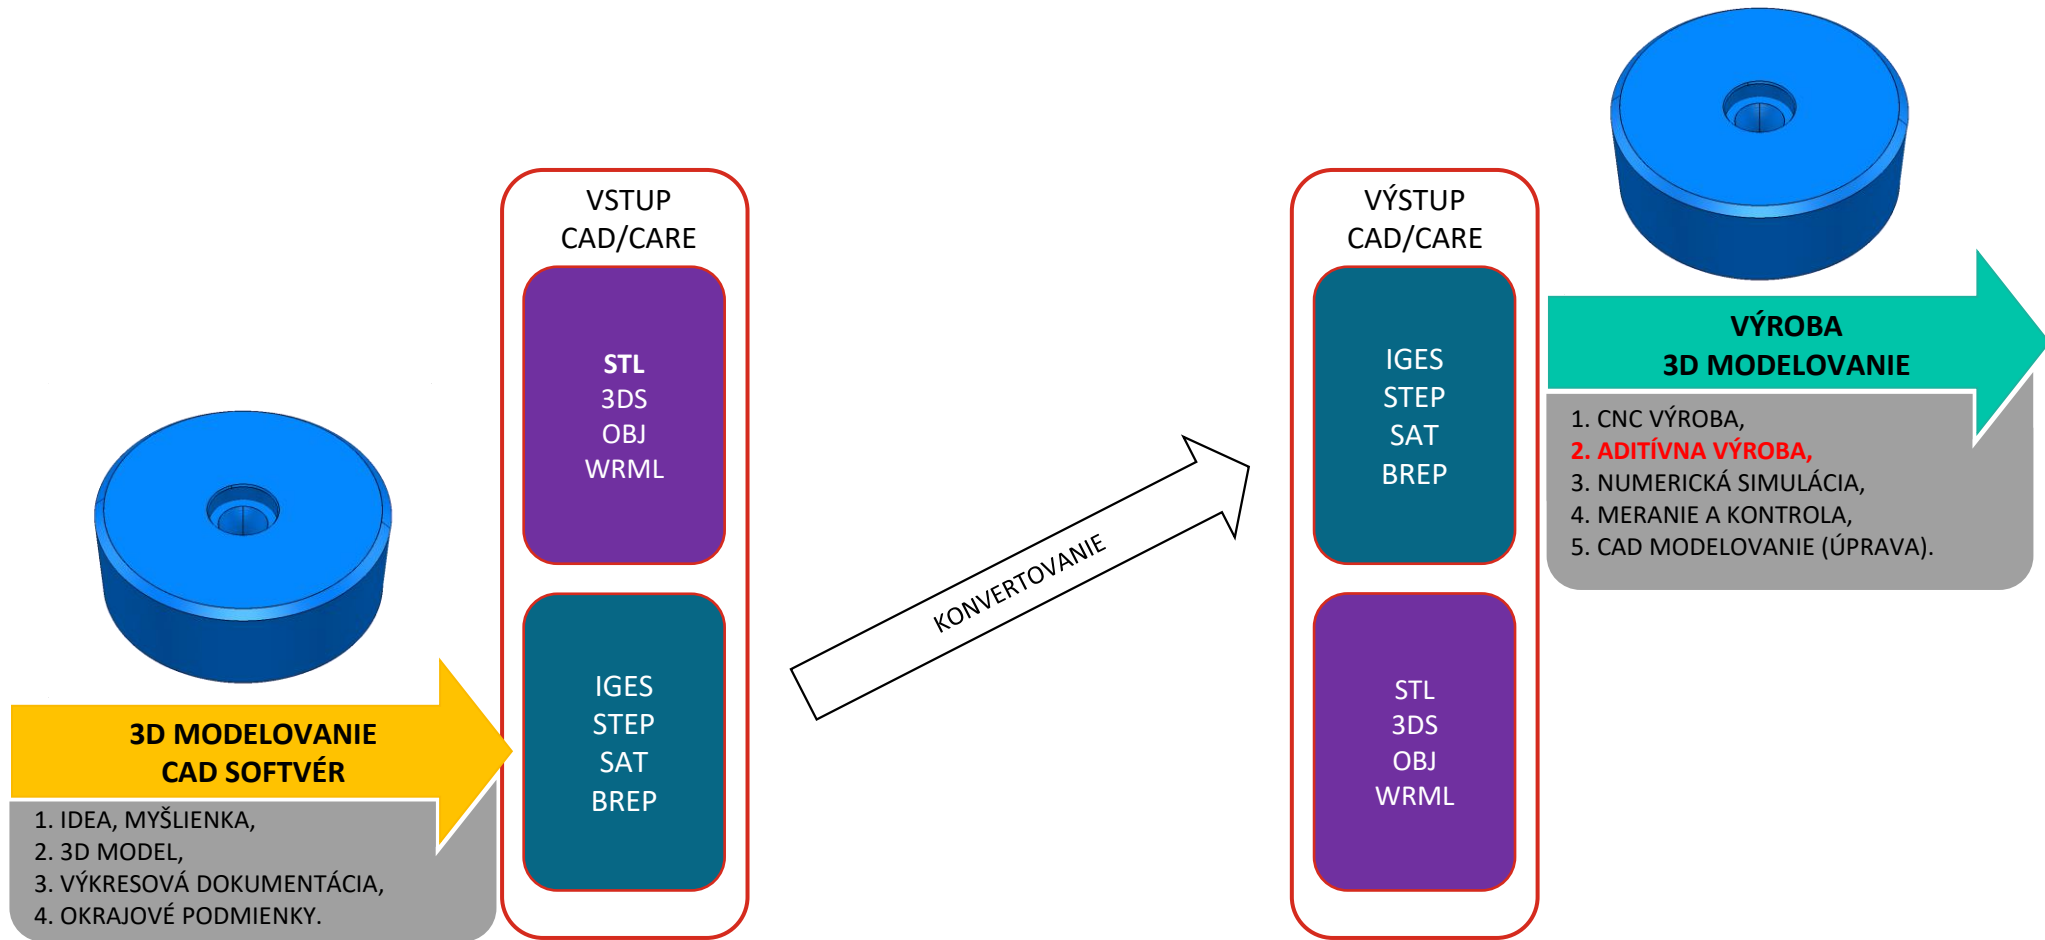 3D MODELOVANIE
CAD SOFTVÉR
1. IDEA, MYŠLIENKA,
2. 3D MODEL,
3. VÝKRESOVÁ DOKUMENTÁCIA,
4. OKRAJOVÉ PODMIENKY.
VSTUP
CAD/CARE
STL
3DS
OBJ
WRML
IGES
STEP
SAT
BREP
KONVERTOVANIE
VÝSTUP
CAD/CARE
IGES
STEP
SAT
BREP
STL
3DS
OBJ
WRML
VÝROBA
3D MODELOVANIE
1. CNC VÝROBA,
2. ADITÍVNA VÝROBA,
3. NUMERICKÁ SIMULÁCIA,
4. MERANIE A KONTROLA,
5. CAD MODELOVANIE (ÚPRAVA).